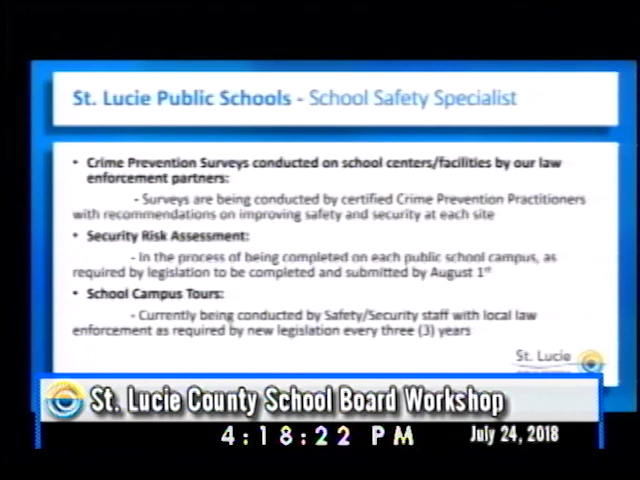 St. Lucie Public Schools - School Safety Specialist
• Crime Prevention Surveys conducted on school centers/facilities by our law
enforcement partners:
- Surveys are being conducted by certified Crime Prevention Practitioners
with recommendations on improving safety and security at each site
• Security Risk Assessment:
- In the process of being completed on each public school campus, as
required by legislation to be completed and submitted by August 1st
• School Campus Tours:
- Currently being conducted by Safety/Security staff with local law
enforcement as required by new legislation every three (3) years
St. Lucie
St. Lucie County School Board Workshop
4:18:22 PM
July 24, 2018